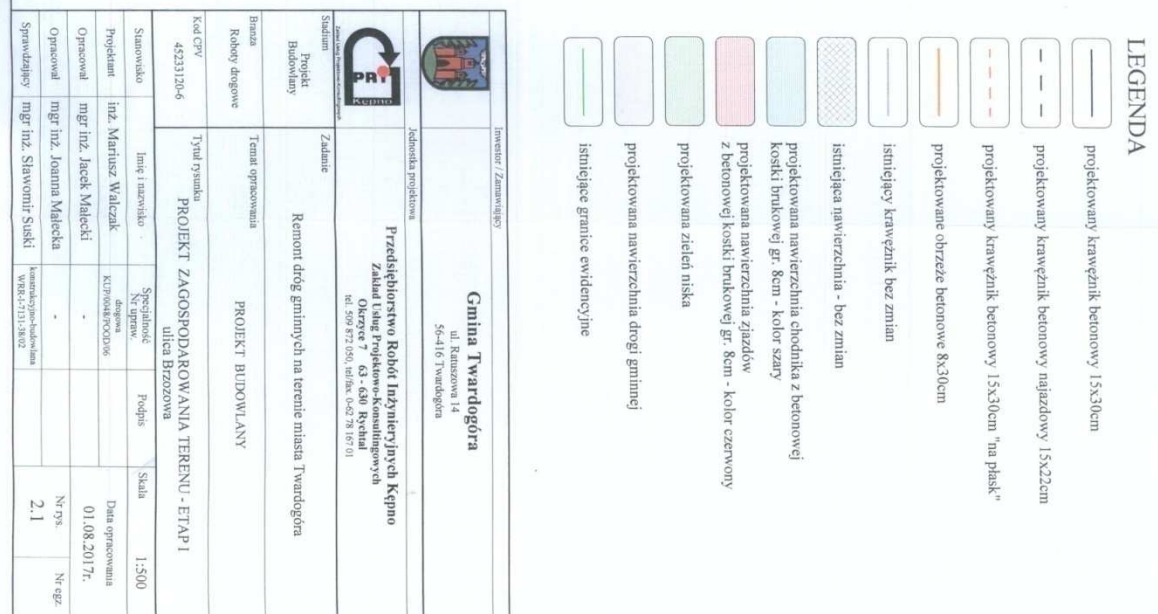 LEGENDA
projektowany krawężnik betonowy 15x30cm
projektowany krawężnik betonowy najazdowy 15x22cm
projektowany krawężnik betonowy 15x30cm "na płask"
projektowane obrzeże betonowe 8x30cm
istniejący krawężnik bez zmian
istniejąca nawierzchnia - bez zmian
projektowana nawierzchnia chodnika z betonowej
kostki brukowej gr. 8cm - kolor szary
projektowana nawierzchnia zjazdów
z betonowej kostki brukowej gr. 8cm - kolor czerwony
projektowana zieleń niska
projektowana nawierzchnia drogi gminnej
istniejące granice ewidencyjne
Inwestor / Zamawiający
Gmina Twardogóra
ul. Ratuszowa 14
56-416 Twardogóra
Jednostka projektowa
PRI
Kępno
Zakład Usług Projektowo-Konsultingowych
Przedsiębiorstwo Robót Inżynieryjnych Kępno
Zakład Usług Projektowo-Konsultingowych
Okrzyce 7 63 - 630 Rychtal
tel. 509 872 050, tel/fax. 0-62 78 167 01
Stadium
Projekt
Budowlany
Zadanie
Remont dróg gminnych na terenie miasta Twardogóra
Branża
Roboty drogowe
Temat opracowania
PROJEKT BUDOWLANY
Kod CPV
45233120-6
Tytuł rysunku
PROJEKT ZAGOSPODAROWANIA TERENU - ETAP I
ulica Brzozowa
Stanowisko
Imię i nazwisko
Specjalność
Nr upraw.
Podpis
Skala
1:500
Projektant
inż. Mariusz Walczak
drogowa
KUP/0048/POOD/06
Data opracowania
01.08.2017r.
Opracował
mgr inż. Jacek Małecki
-
Opracował
mgr inż. Joanna Małecka
-
Nr rys.
2.1
Nr egz.
Sprawdzający
mgr inż. Sławomir Suski
konstrukcyjno-budowlana
WRR-I-7131-38/02